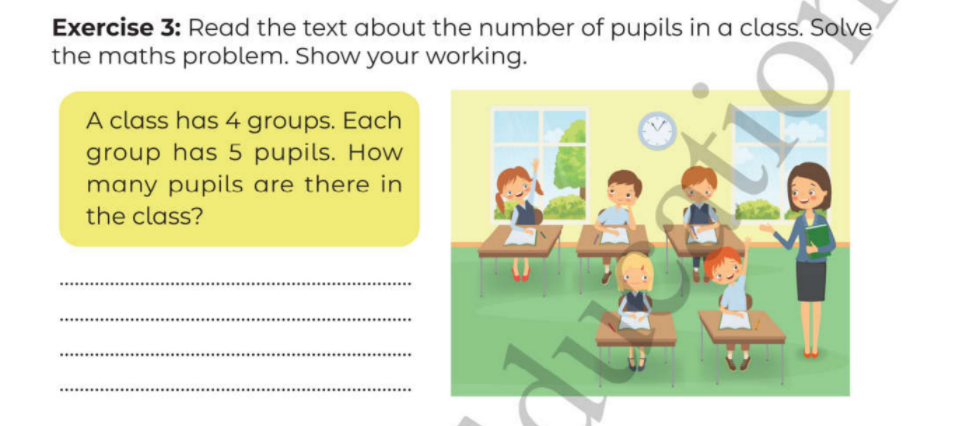 Exercise 3: Read the text about the number of pupils in a class. Solve
the maths problem. Show your working.
A class has 4 groups. Each
group has 5 pupils. How
many pupils are there in
the class?